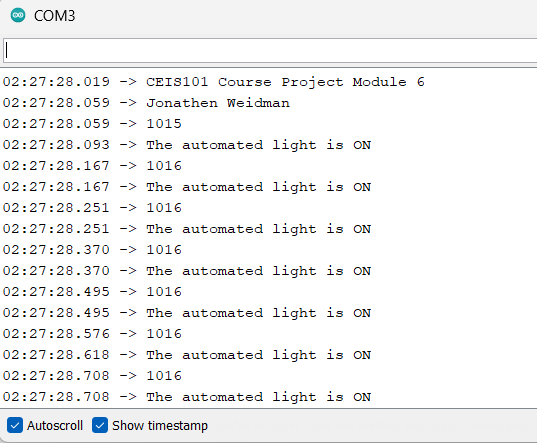 COM3
02:27:28.019 -> CEIS101 Course Project Module 6
02:27:28.059 -> Jonathen Weidman
02:27:28.059 -> 1015
02:27:28.093 -> The automated light is ON
02:27:28.167 -> 1016
02:27:28.167 -> The automated light is ON
02:27:28.251 -> 1016
02:27:28.251 -> The automated light is ON
02:27:28.370 -> 1016
02:27:28.370 -> The automated light is ON
02:27:28.495 -> 1016
02:27:28.495 -> The automated light is ON
02:27:28.576 -> 1016
02:27:28.618 -> The automated light is ON
02:27:28.708 -> 1016
02:27:28.708 -> The automated light is ON
Autoscroll Show timestamp